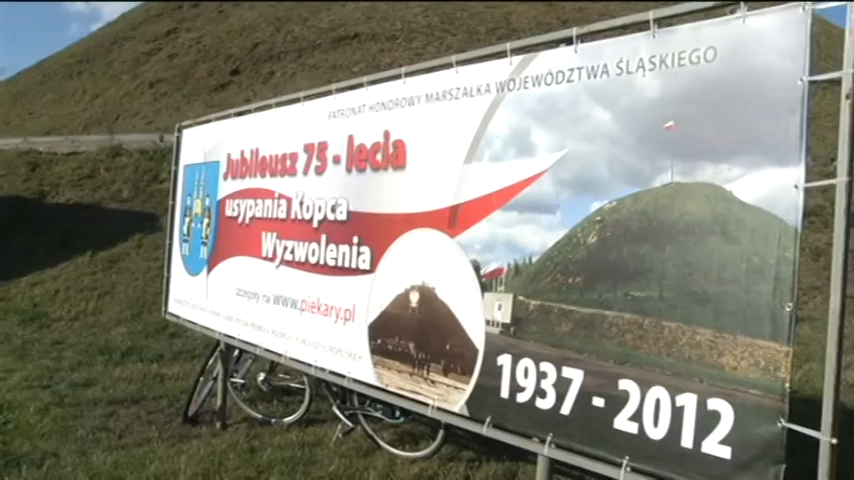 PATRONAT HONOROWY MARSZAŁKA WOJEWÓDZTWA ŚLĄSKIEGO
Jubileusz 75 - lecia
usypania Kopca
Wyzwolenia
szczegóły na www.piekary.pl
1937 - 2012